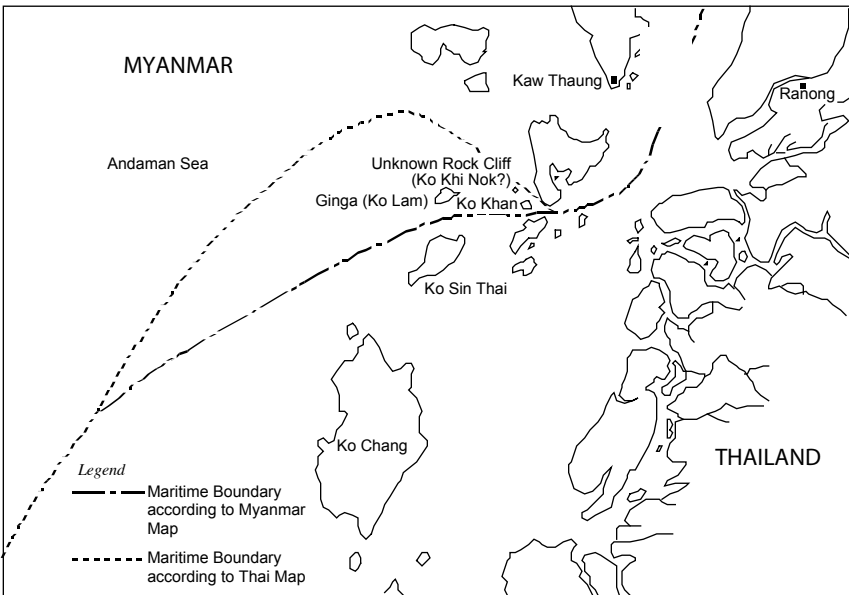 MYANMAR
Kaw Thaung
Ranong
Andaman Sea
Unknown Rock Cliff
(Ko Khi Nok?)
Ginga (Ko Lam)
Ko Khan
Ko Sin Thai
Ko Chang
THAILAND
Legend
Maritime Boundary
according to Myanmar
Map
Maritime Boundary
according to Thai Map